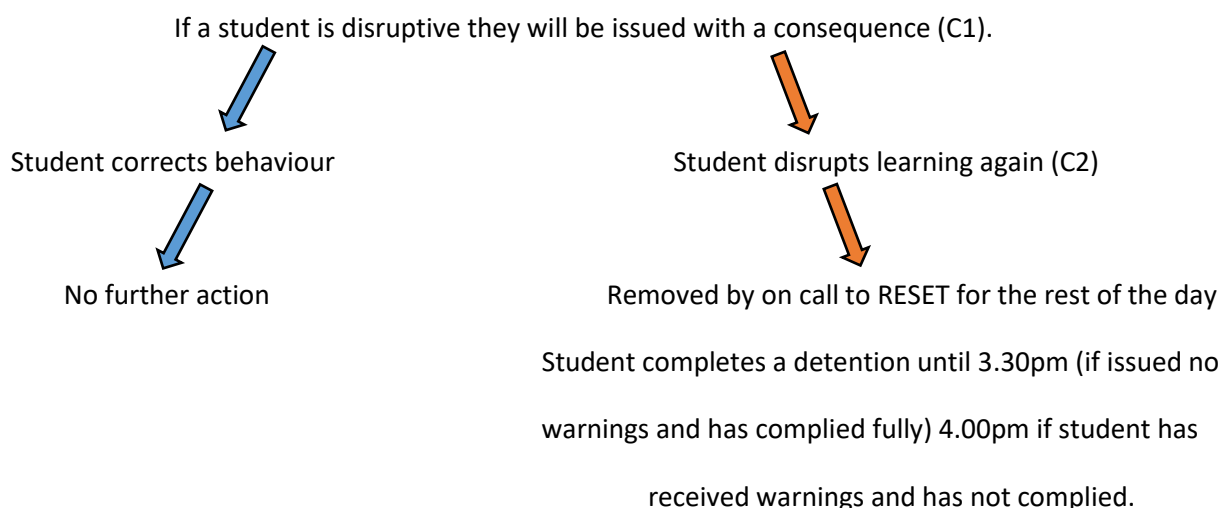 If a student is disruptive they will be issued with a consequence (C1).
Student corrects behaviour
Student disrupts learning again (C2)
No further action
Removed by on call to RESET for the rest of the day
Student completes a detention until 3.30pm (if issued no
warnings and has complied fully) 4.00pm if student has
received warnings and has not complied.